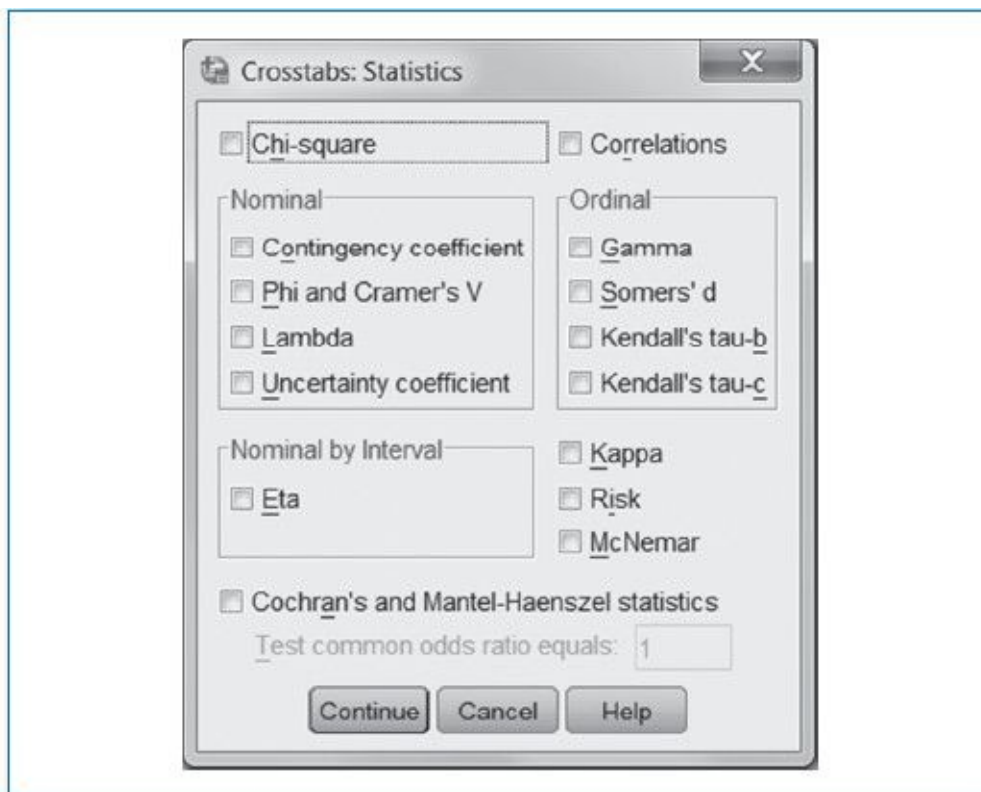 Crosstabs: Statistics
Chi-square
Correlations
Nominal
Contingency coefficient
Phi and Cramer's V
Lambda
Uncertainty coefficient
Ordinal
Gamma
Somers' d
Kendall's tau-b
Kendall's tau-c
Nominal by Interval
Eta
Kappa
Risk
McNemar
Cochran's and Mantel-Haenszel statistics
Test common odds ratio equals: 1
Continue
Cancel
Help